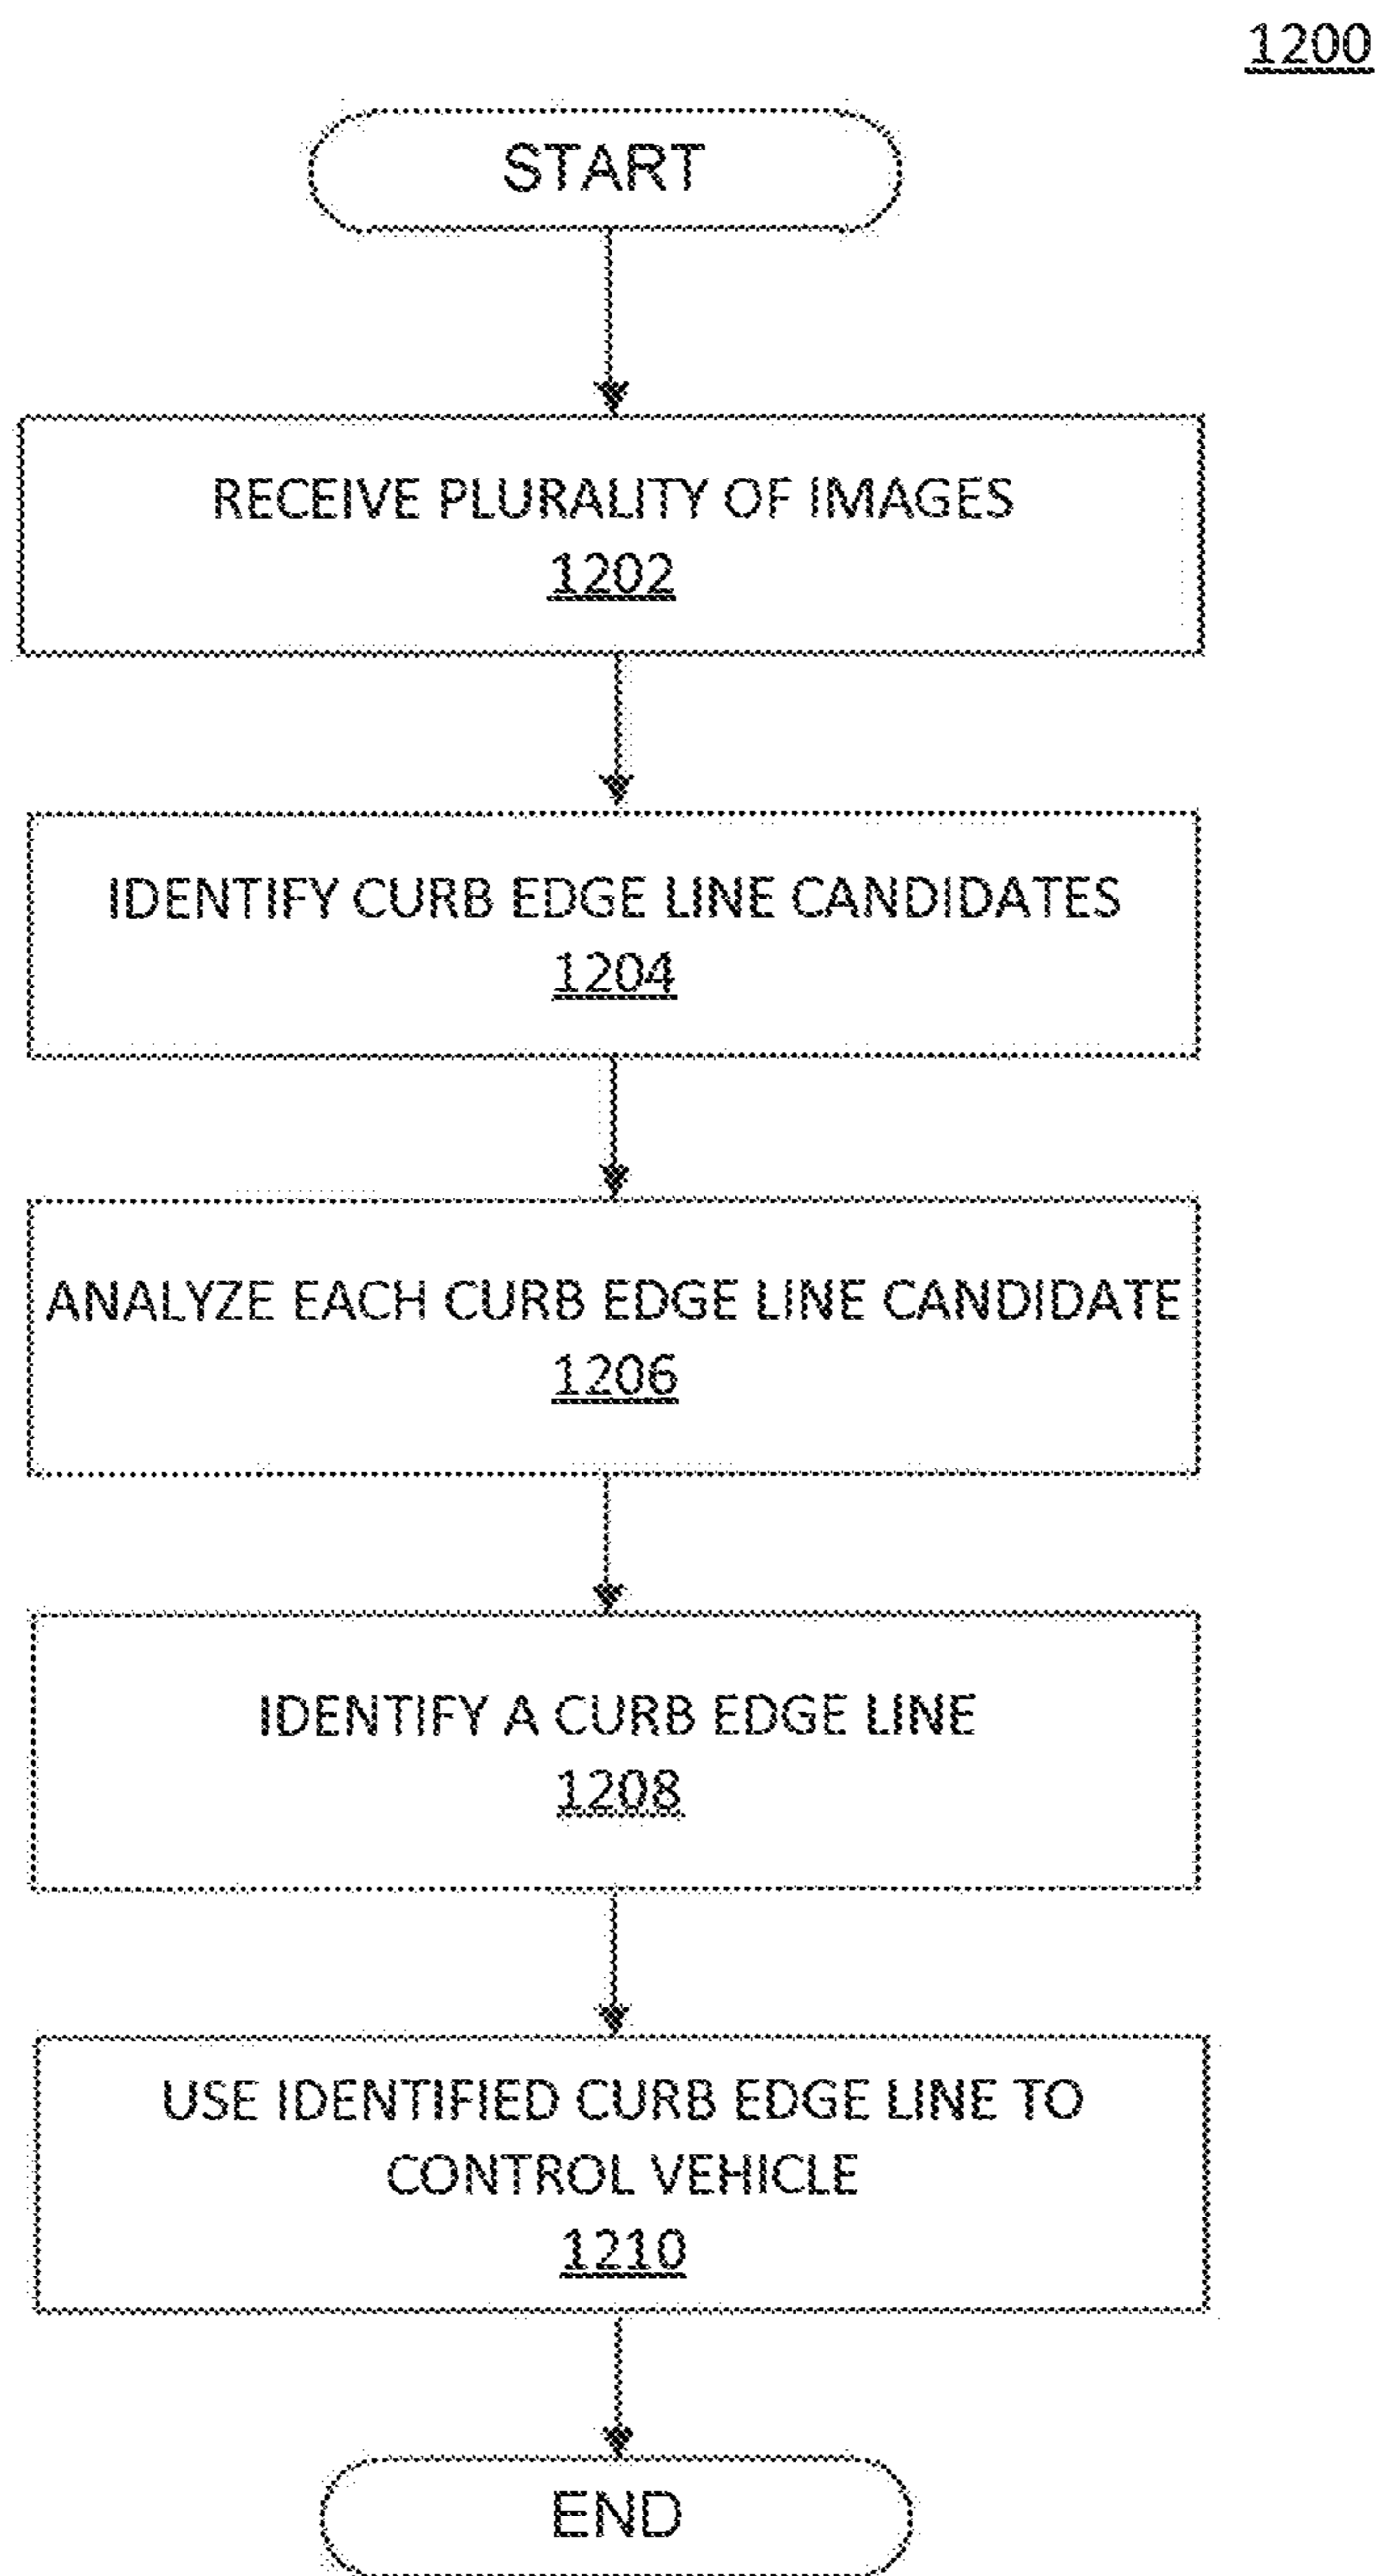 1200
START
RECEIVE PLURALITY OF IMAGES
1202
IDENTIFY CURB EDGE LINE CANDIDATES
1204
ANALYZE EACH CURB EDGE LINE CANDIDATE
1206
IDENTIFY A CURB EDGE LINE
1208
USE IDENTIFIED CURB EDGE LINE TO
CONTROL VEHICLE
1210
END